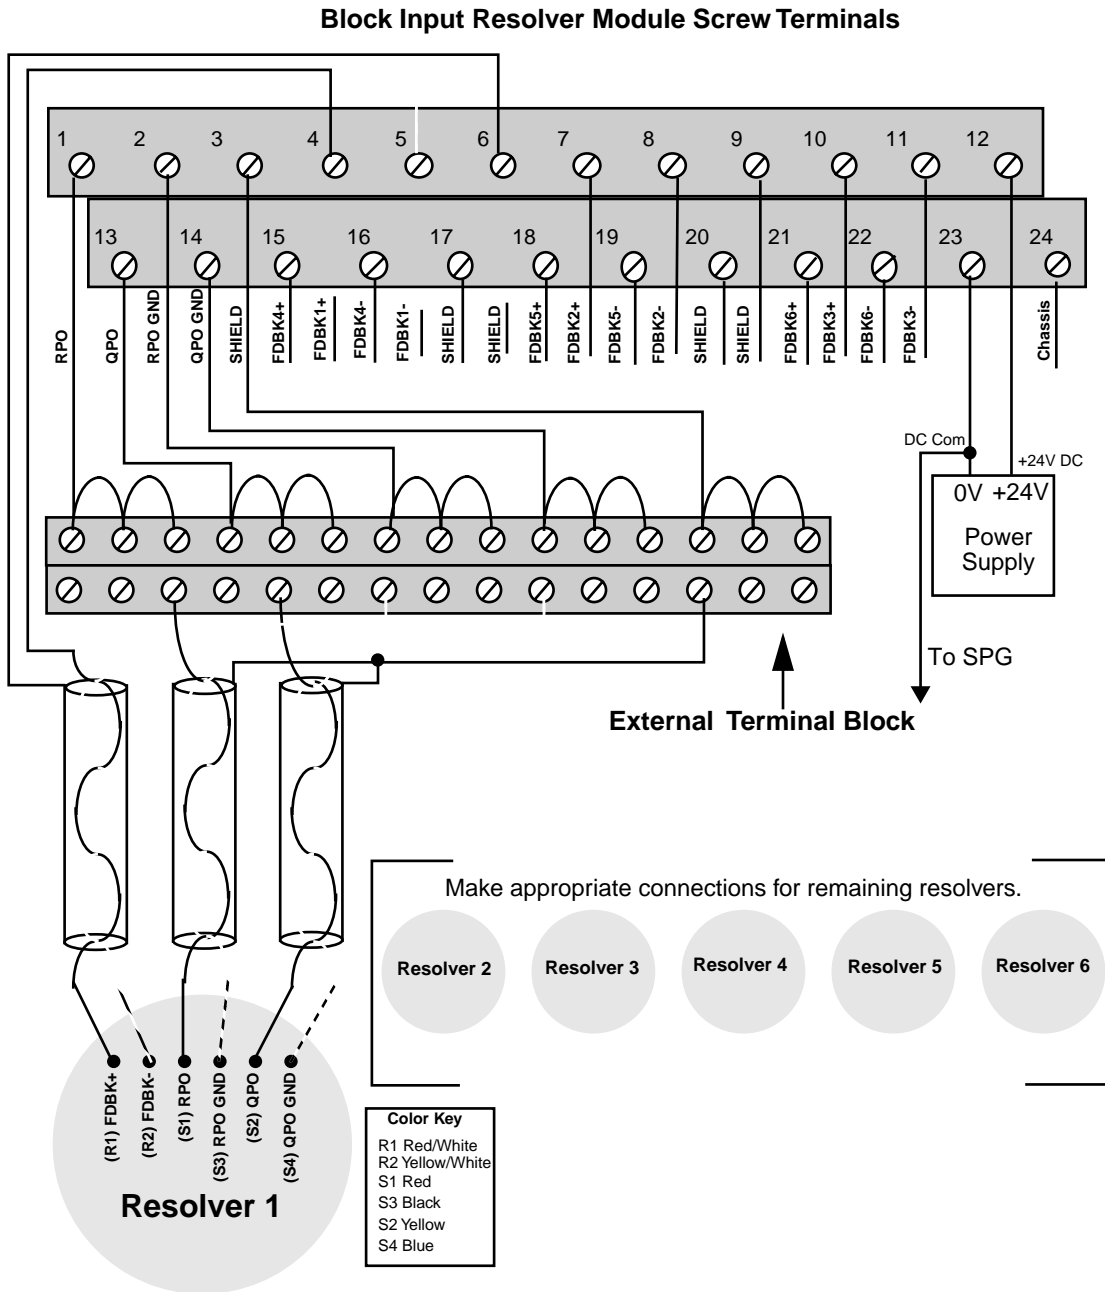 Block Input Resolver Module Screw Terminals
1 2 3 4 5 6 7 8 9 10 11 12
13 14 15 16 17 18 19 20 21 22 23 24
RPO
QPO
RPO GND
QPO GND
SHIELD
FDBK4+
FDBK1+
FDBK4-
FDBK1-
SHIELD
SHIELD
FDBK5+
FDBK2+
FDBK5-
FDBK2-
SHIELD
SHIELD
FDBK6+
FDBK3+
FDBK6-
FDBK3-
Chassis
DC Com
+24V DC
0V +24V
Power
Supply
To SPG
External Terminal Block
Make appropriate connections for remaining resolvers.
Resolver 2
Resolver 3
Resolver 4
Resolver 5
Resolver 6
(R1) FDBK+
(R2) FDBK-
(S1) RPO
(S3) RPO GND
(S2) QPO
(S4) QPO GND
Resolver 1
Color Key
R1 Red/White
R2 Yellow/White
S1 Red
S3 Black
S2 Yellow
S4 Blue